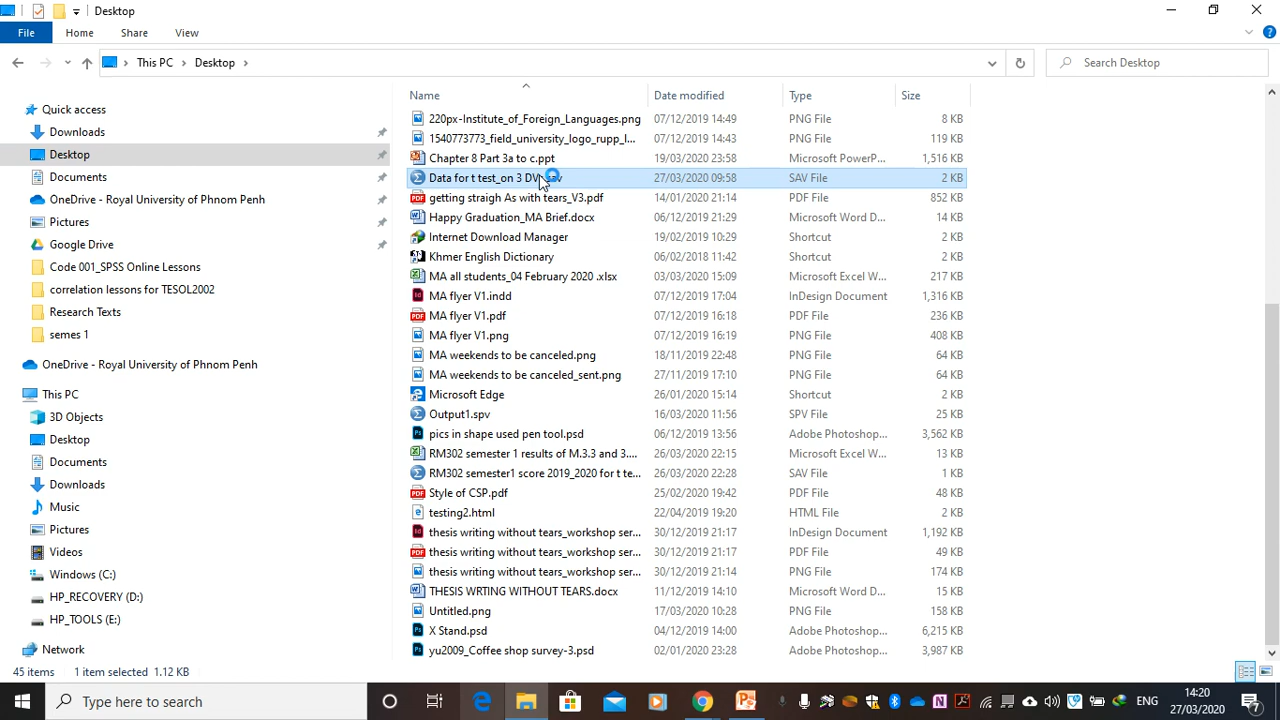 Desktop
File Home Share View
This PC Desktop Search Desktop
Name Date modified Type Size
Quick access
Downloads
Desktop
Documents
OneDrive - Royal University of Phnom Penh
Pictures
Google Drive
Code 001_SPSS Online Lessons
correlation lessons for TESOL2002
Research Texts
semes 1
OneDrive - Royal University of Phnom Penh
This PC
3D Objects
Desktop
Documents
Downloads
Music
Pictures
Videos
Windows (C:)
HP_RECOVERY (D:)
HP_TOOLS (E:)
Network
220px-Institute_of_Foreign_Languages.png 07/12/2019 14:49 PNG File 8 KB
1540773773_field_university_logo_rupp_l... 07/12/2019 14:43 PNG File 119 KB
Chapter 8 Part 3a to c.ppt 19/03/2020 23:58 Microsoft PowerP... 1,516 KB
Data for t test_on 3 DV 27/03/2020 09:58 SAV File 2 KB
getting straigh As with tears_V3.pdf 14/01/2020 21:14 PDF File 852 KB
Happy Graduation_MA Brief.docx 06/12/2019 21:29 Microsoft Word D... 14 KB
Internet Download Manager 19/02/2019 10:29 Shortcut 2 KB
Khmer English Dictionary 06/02/2018 11:42 Shortcut 2 KB
MA all students_04 February 2020 .xlsx 03/03/2020 15:09 Microsoft Excel W... 217 KB
MA flyer V1.indd 07/12/2019 17:04 InDesign Document 1,316 KB
MA flyer V1.pdf 07/12/2019 16:18 PDF File 236 KB
MA flyer V1.png 07/12/2019 16:19 PNG File 408 KB
MA weekends to be canceled.png 18/11/2019 22:48 PNG File 64 KB
MA weekends to be canceled_sent.png 27/11/2019 17:10 PNG File 64 KB
Microsoft Edge 26/01/2020 15:14 Shortcut 2 KB
Output1.spv 16/03/2020 11:56 SPV File 25 KB
pics in shape used pen tool.psd 06/12/2019 13:56 Adobe Photoshop... 3,562 KB
RM302 semester 1 results of M.3.3 and 3.... 26/03/2020 22:15 Microsoft Excel W... 13 KB
RM302 semester1 score 2019_2020 for t te... 26/03/2020 22:28 SAV File 1 KB
Style of CSP.pdf 25/02/2020 19:42 PDF File 48 KB
testing2.html 22/04/2019 19:20 HTML File 2 KB
thesis writing without tears_workshop ser... 30/12/2019 21:17 InDesign Document 1,192 KB
thesis writing without tears_workshop ser... 30/12/2019 21:17 PDF File 49 KB
thesis writing without tears_workshop ser... 30/12/2019 21:14 PNG File 174 KB
THESIS WRTING WITHOUT TEARS.docx 11/12/2019 14:10 Microsoft Word D... 15 KB
Untitled.png 17/03/2020 10:28 PNG File 158 KB
X Stand.psd 04/12/2019 14:00 Adobe Photoshop... 6,215 KB
yu2009_Coffee shop survey-3.psd 02/01/2020 23:28 Adobe Photoshop... 3,987 KB
45 items 1 item selected 1.12 KB
Type here to search ENG 14:20
27/03/2020 7